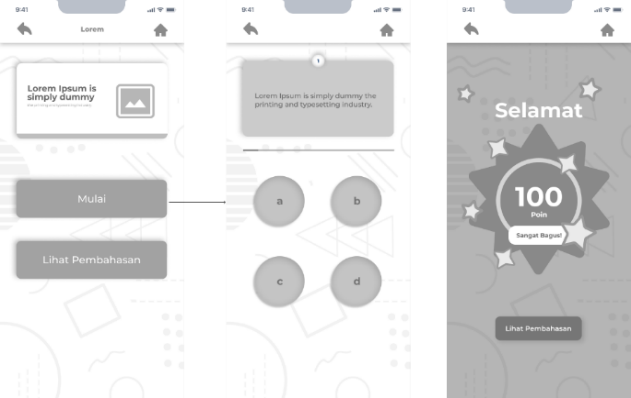 9:41
Lorem
Lorem Ipsum is
simply dummy
Mulai
Lihat Pembahasan
9:41
1
Lorem Ipsum is simply dummy the
printing and typesetting industry.
a
b
c
d
9:41
Selamat
100
Poin
Sangat Bagus!
Lihat Pembahasan